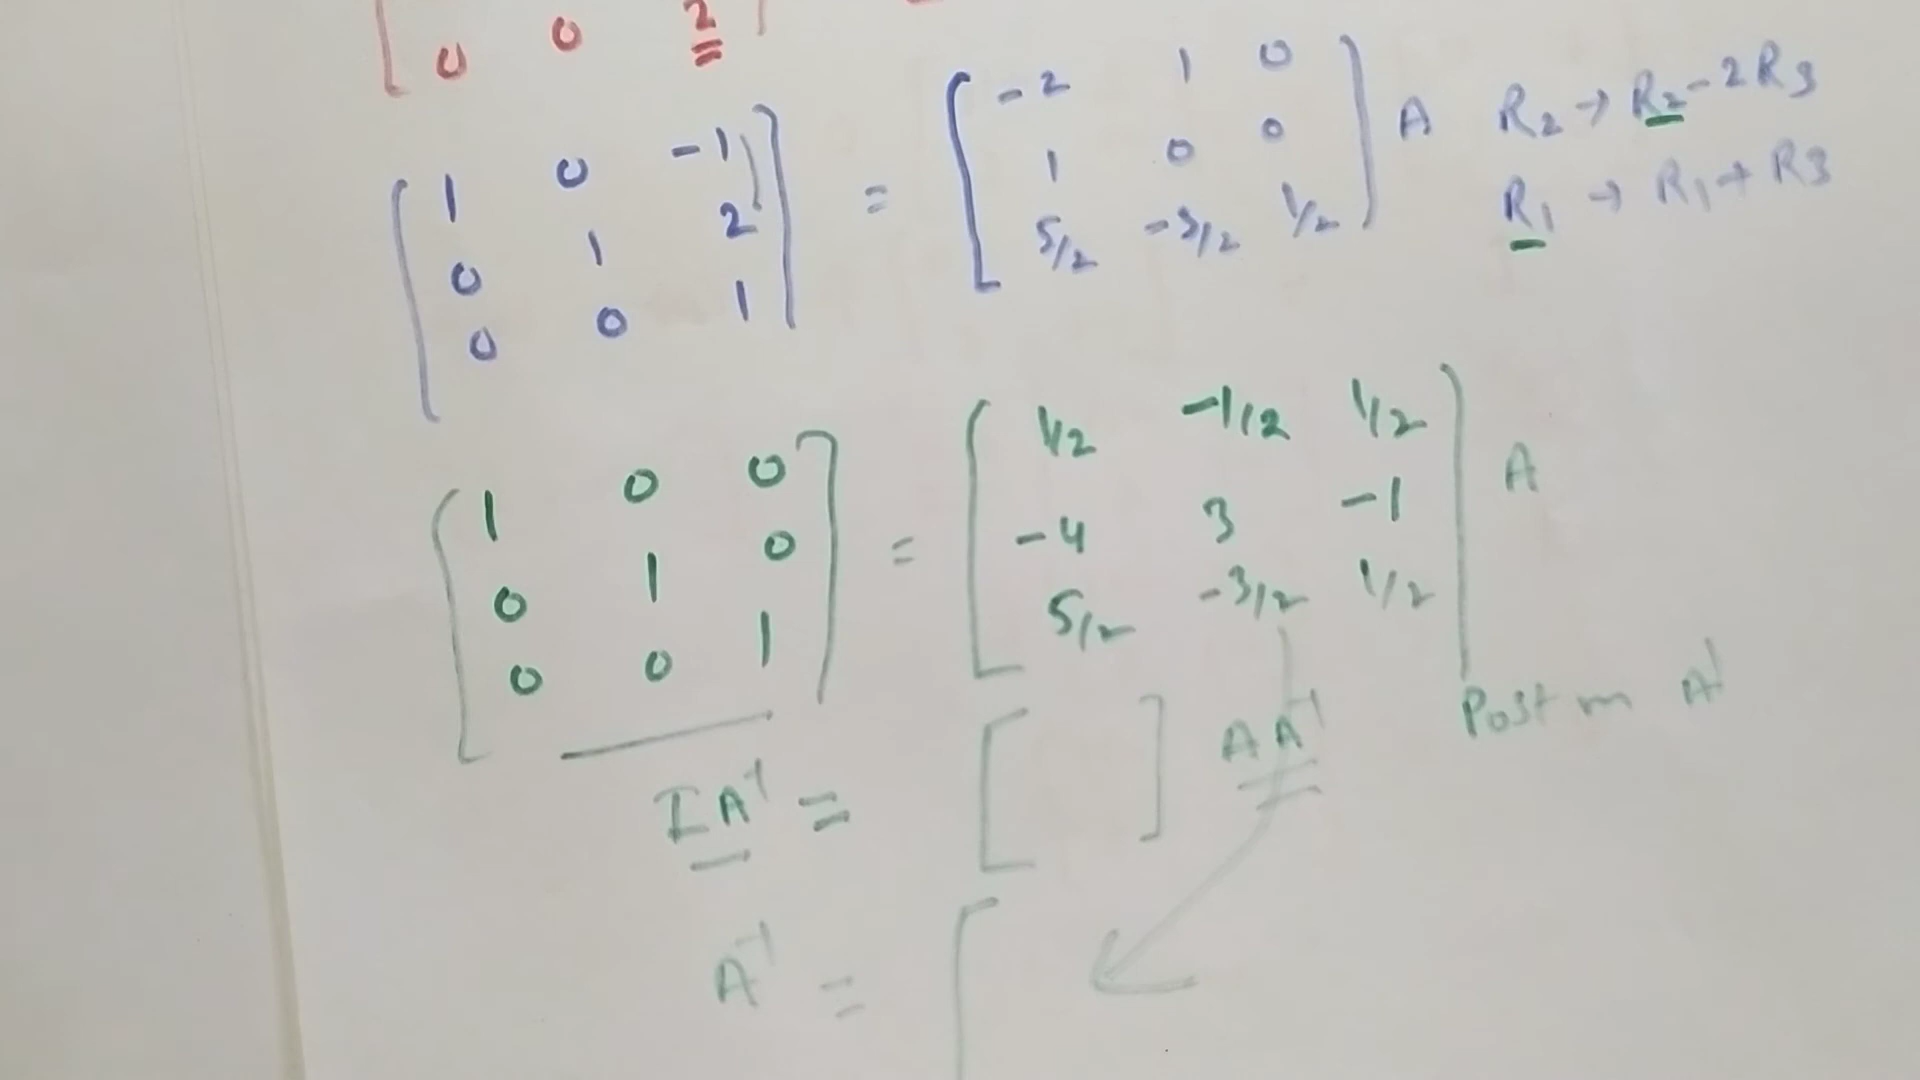 0 0 2
1 0 -1 = -2 1 0 A R2 → R2 - 2R3
0 1 2 1 0 0 R1 → R1 + R3
0 0 1 5/2 -3/2 1/2
1 0 0 = 1/2 -1/2 1/2 A
0 1 0 -4 3 -1
0 0 1 5/2 -3/2 1/2
IA⁻¹ = [ ] AA⁻¹ Post m A⁻¹
A⁻¹ = [